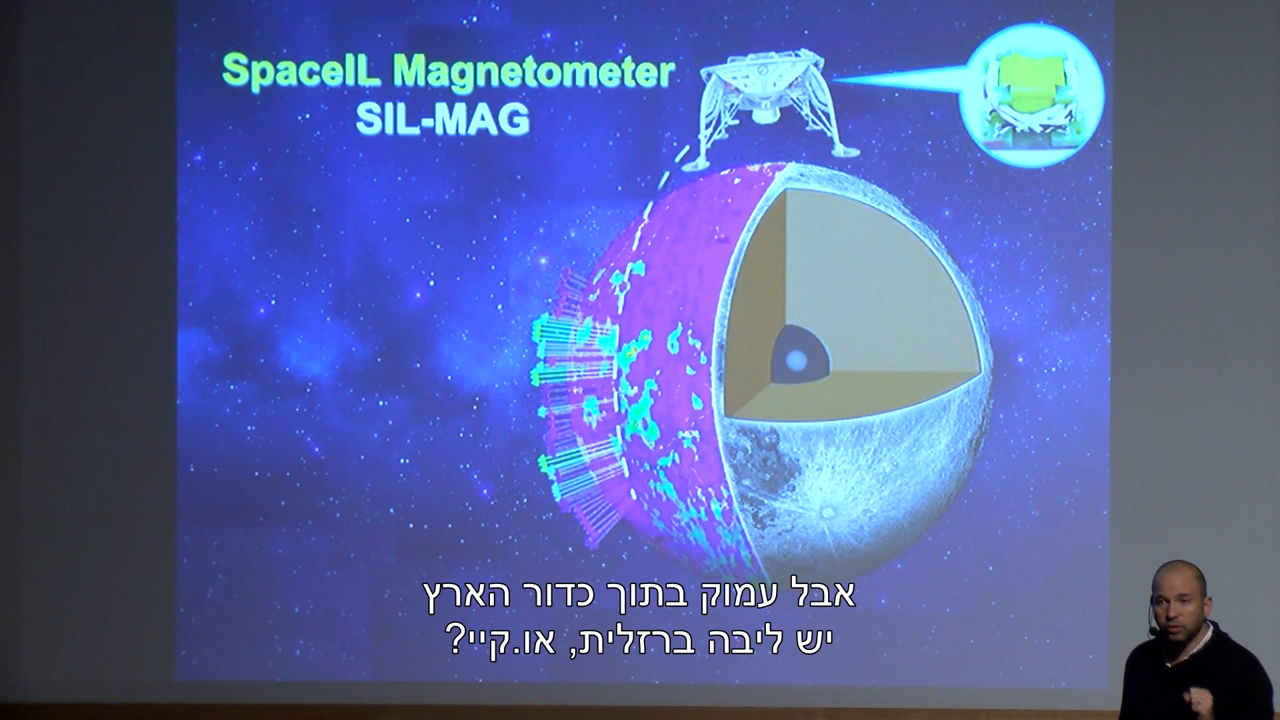 SpaceIL Magnetometer
SIL-MAG
אבל עמוק בתוך כדור הארץ
יש ליבה ברזלית, או.קיי?